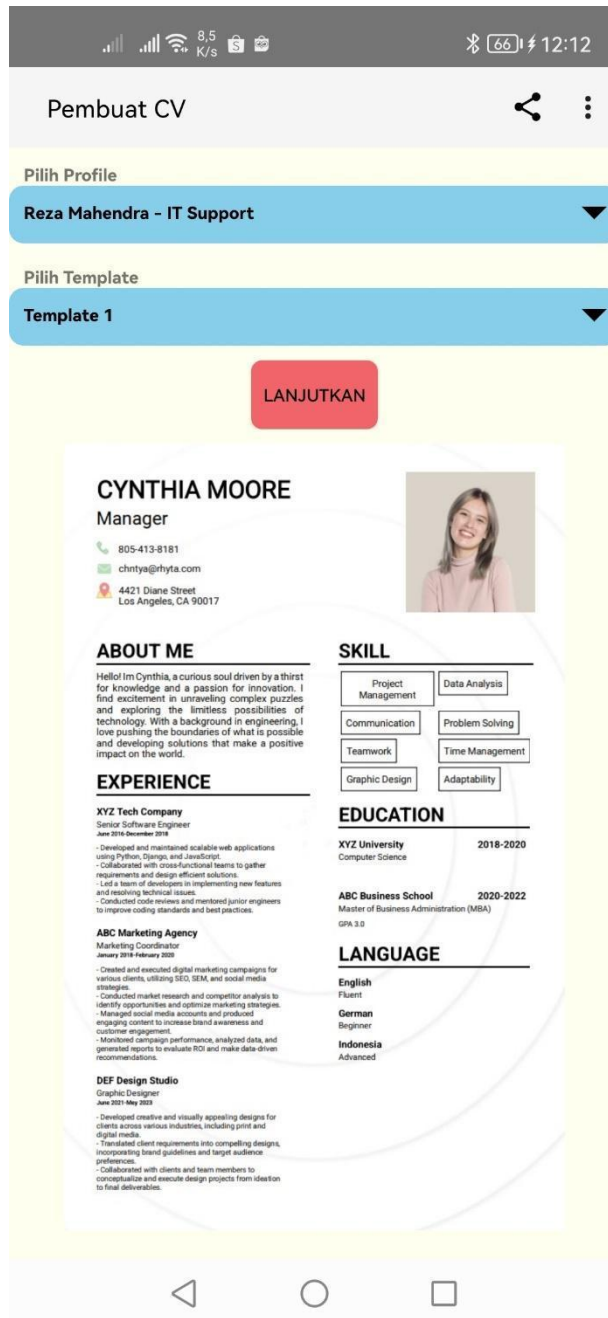 8,5
K/s
66
12:12
Pembuat CV
Pilih Profile
Reza Mahendra - IT Support
Pilih Template
Template 1
LANJUTKAN
CYNTHIA MOORE
Manager
805-413-8181
chntya@rhyta.com
4421 Diane Street
Los Angeles, CA 90017
ABOUT ME
Hello! Im Cynthia, a curious soul driven by a thirst
for knowledge and a passion for innovation. I
find excitement in unraveling complex puzzles
and exploring the limitless possibilities of
technology. With a background in engineering, I
love pushing the boundaries of what is possible
and developing solutions that make a positive
impact on the world.
EXPERIENCE
XYZ Tech Company
Senior Software Engineer
June 2016-December 2018
- Developed and maintained scalable web applications
using Python, Django, and JavaScript.
- Collaborated with cross-functional teams to gather
requirements and design efficient solutions.
- Led a team of developers in implementing new features
and resolving technical issues.
- Conducted code reviews and mentored junior engineers
to improve coding standards and best practices.
ABC Marketing Agency
Marketing Coordinator
January 2018-February 2020
- Created and executed digital marketing campaigns for
various clients, utilizing SEO, SEM, and social media
strategies.
- Conducted market research and competitor analysis to
identify opportunities and optimize marketing strategies.
- Managed social media accounts and produced
engaging content to increase brand awareness and
customer engagement.
- Monitored campaign performance, analyzed data, and
generated reports to evaluate ROI and make data-driven
recommendations.
DEF Design Studio
Graphic Designer
June 2021-May 2023
- Developed creative and visually appealing designs for
clients across various industries, including print and
digital media.
- Translated client requirements into compelling designs,
incorporating brand guidelines and target audience
preferences.
- Collaborated with clients and team members to
conceptualize and execute design projects from ideation
to final deliverables.
SKILL
Project
Management
Data Analysis
Communication
Problem Solving
Teamwork
Time Management
Graphic Design
Adaptability
EDUCATION
XYZ University 2018-2020
Computer Science
ABC Business School 2020-2022
Master of Business Administration (MBA)
GPA 3.0
LANGUAGE
English
Fluent
German
Beginner
Indonesia
Advanced